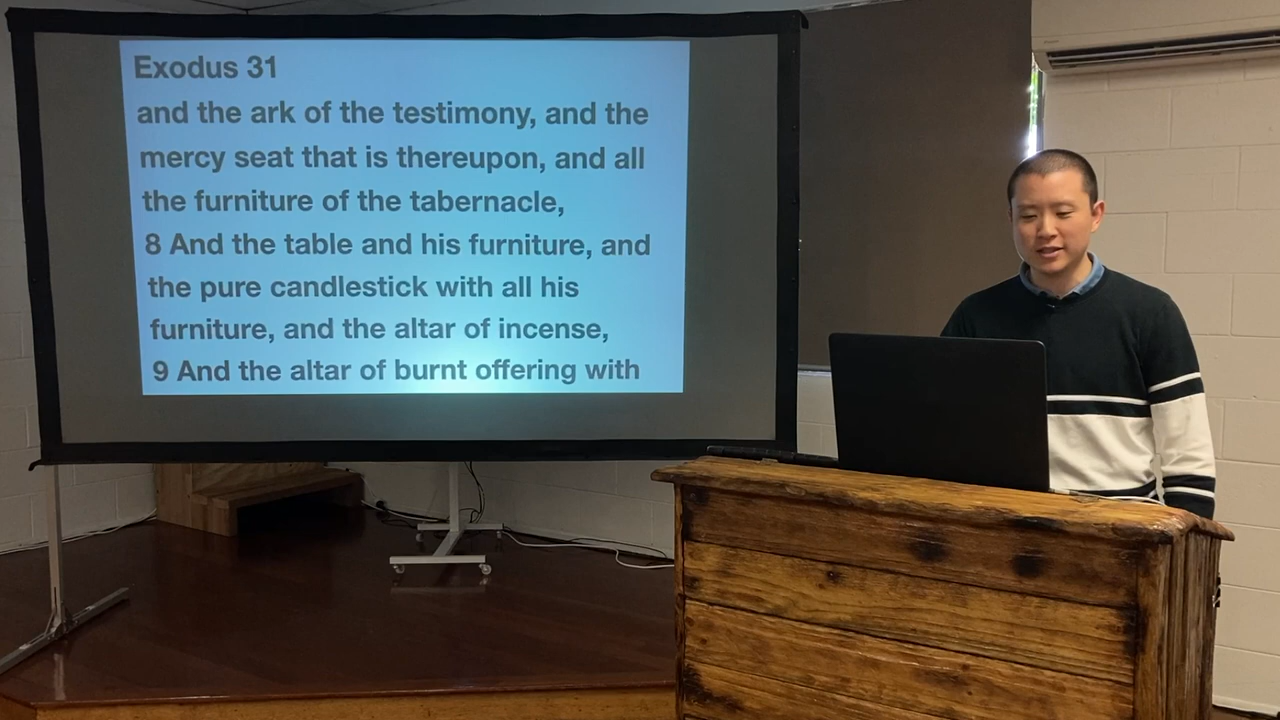 Exodus 31
and the ark of the testimony, and the
mercy seat that is thereupon, and all
the furniture of the tabernacle,
8 And the table and his furniture, and
the pure candlestick with all his
furniture, and the altar of incense,
9 And the altar of burnt offering with